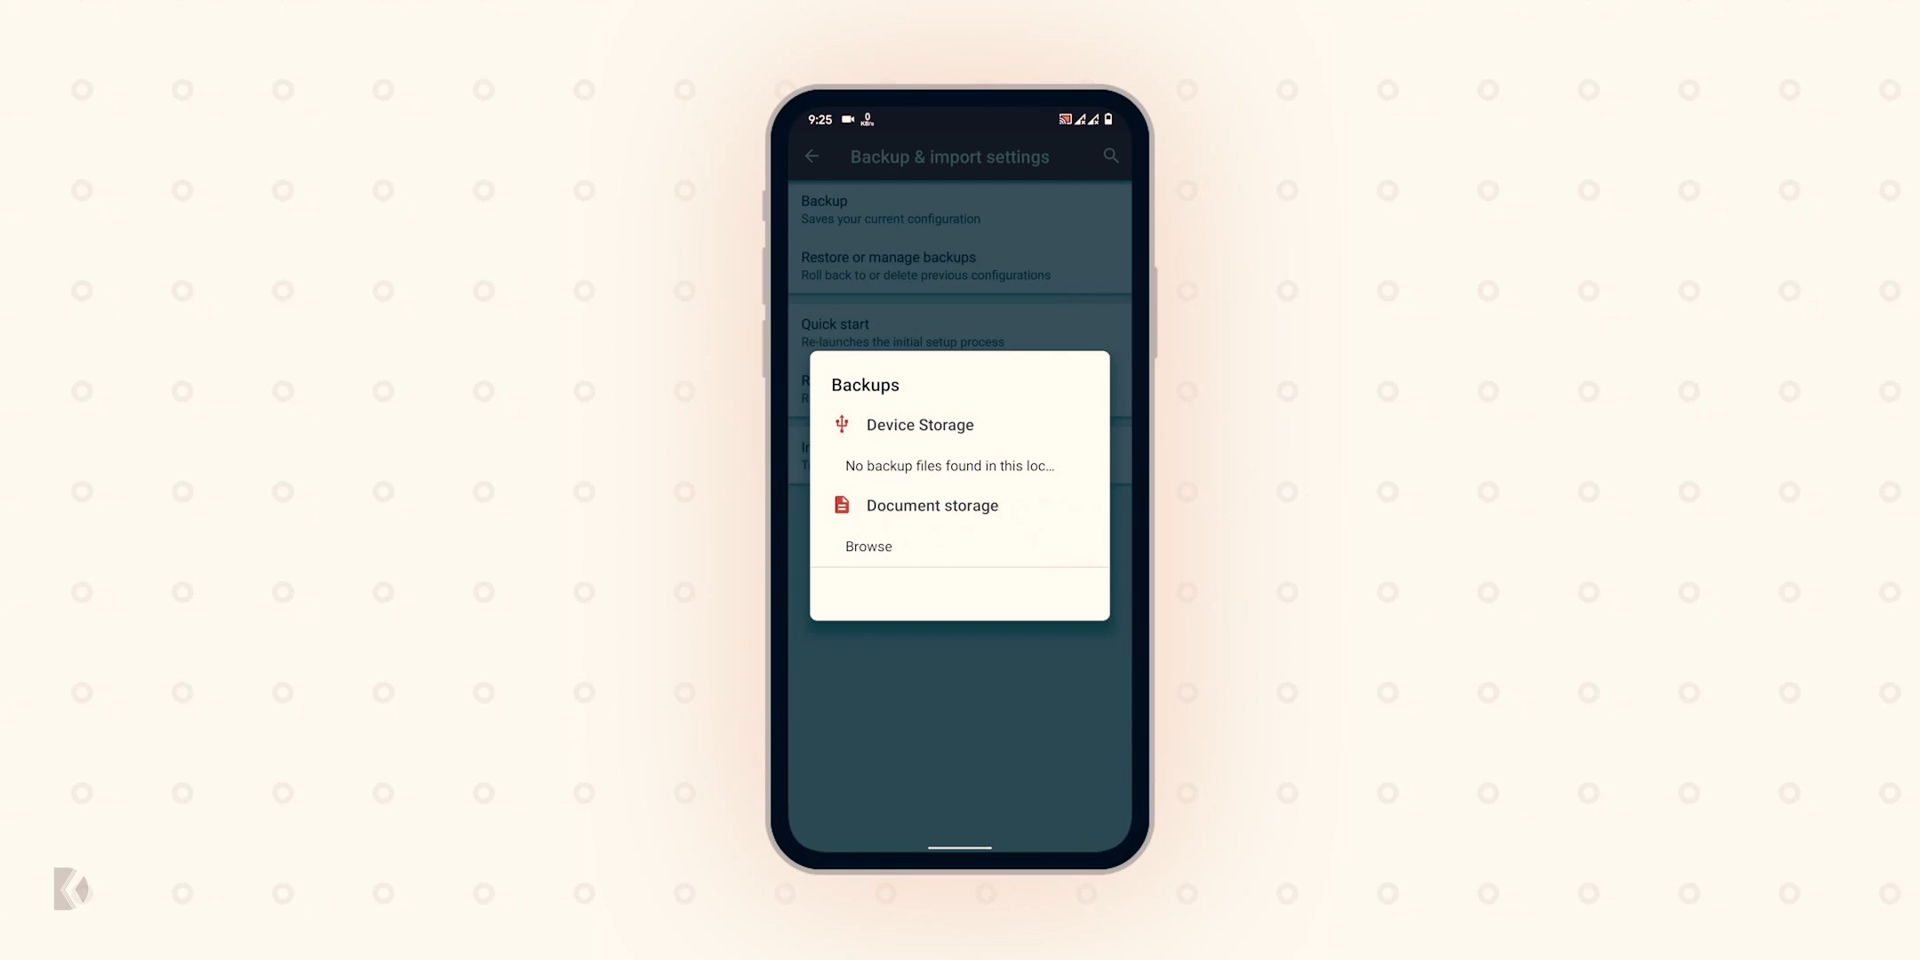 9:25
0
KB/s
Backup & import settings
Backup
Saves your current configuration
Restore or manage backups
Roll back to or delete previous configurations
Quick start
Re-launches the initial setup process
R
R
Backups
Device Storage
No backup files found in this loc...
Document storage
Browse